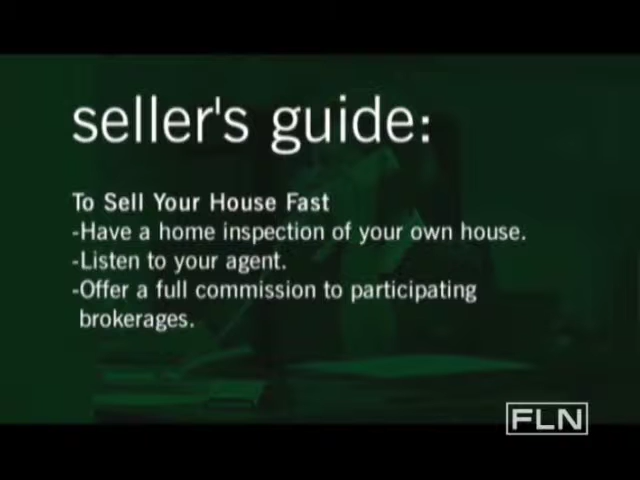 seller's guide:
To Sell Your House Fast
-Have a home inspection of your own house.
-Listen to your agent.
-Offer a full commission to participating
brokerages.
FLN